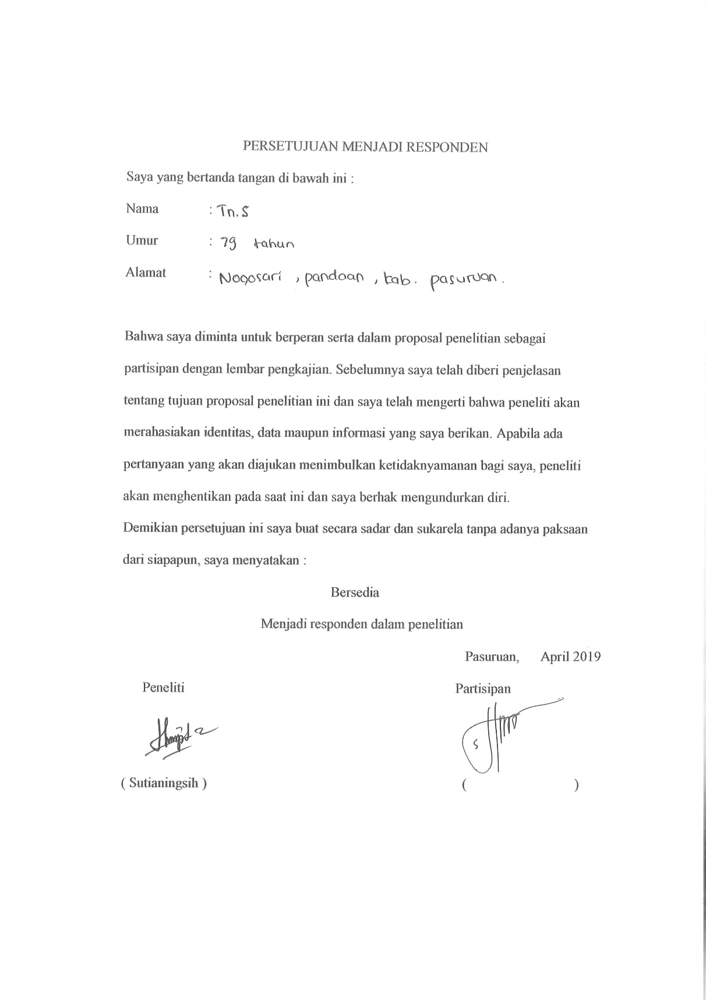 PERSETUJUAN MENJADI RESPONDEN
Saya yang bertanda tangan di bawah ini :
Nama : Tn. S
Umur : 79 tahun
Alamat : Nogosari , pandaan , kab. pasuruan.
Bahwa saya diminta untuk berperan serta dalam proposal penelitian sebagai
partisipan dengan lembar pengkajian. Sebelumnya saya telah diberi penjelasan
tentang tujuan proposal penelitian ini dan saya telah mengerti bahwa peneliti akan
merahasiakan identitas, data maupun informasi yang saya berikan. Apabila ada
pertanyaan yang akan diajukan menimbulkan ketidaknyamanan bagi saya, peneliti
akan menghentikan pada saat ini dan saya berhak mengundurkan diri.
Demikian persetujuan ini saya buat secara sadar dan sukarela tanpa adanya paksaan
dari siapapun, saya menyatakan :
Bersedia
Menjadi responden dalam penelitian
Pasuruan, April 2019
Peneliti Partisipan
( Sutianingsih ) ( )